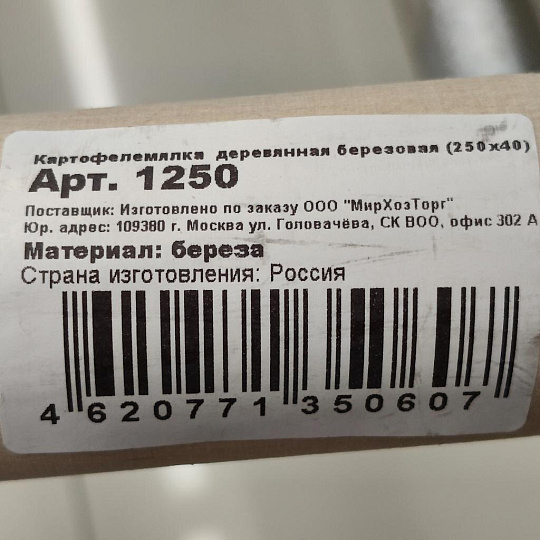 Картофелемялка деревянная березовая (250х40)
Арт. 1250
Поставщик: Изготовлено по заказу ООО "МирХозТорг"
Юр. адрес: 109380 г. Москва ул. Головачёва, СК ВОО, офис 302 А
Материал: береза
Страна изготовления: Россия
4 620771 350607